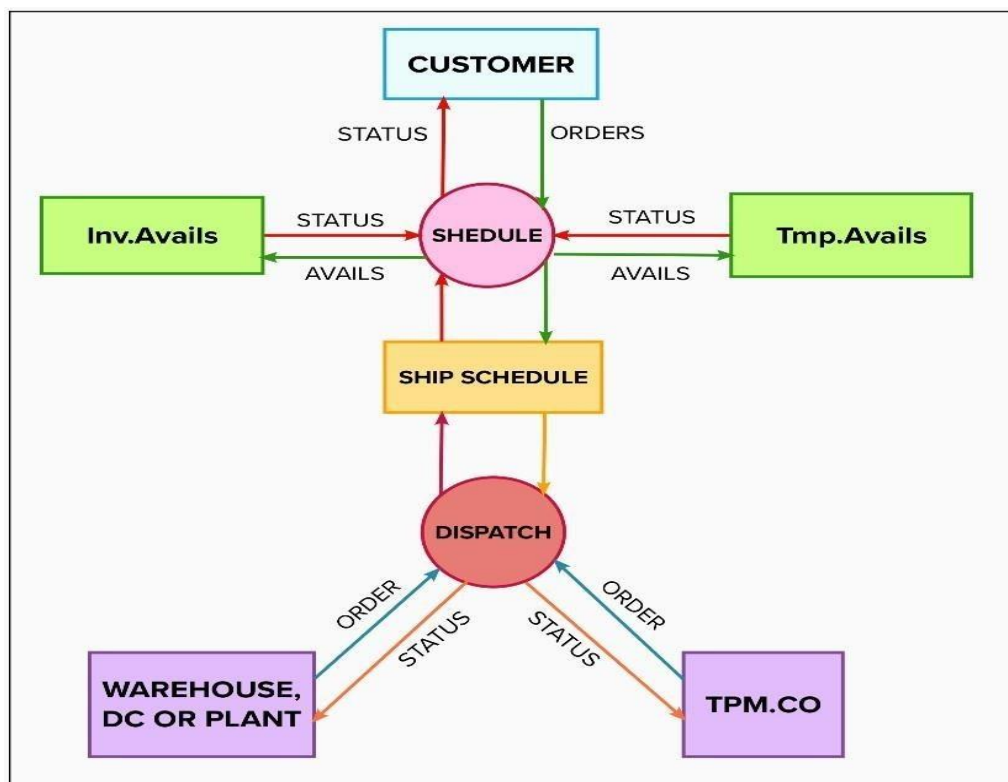 CUSTOMER
STATUS
ORDERS
Inv.Avails
STATUS
SHEDULE
STATUS
Tmp.Avails
AVAILS
AVAILS
SHIP SCHEDULE
DISPATCH
ORDER
STATUS
STATUS
ORDER
WAREHOUSE,
DC OR PLANT
TPM.CO